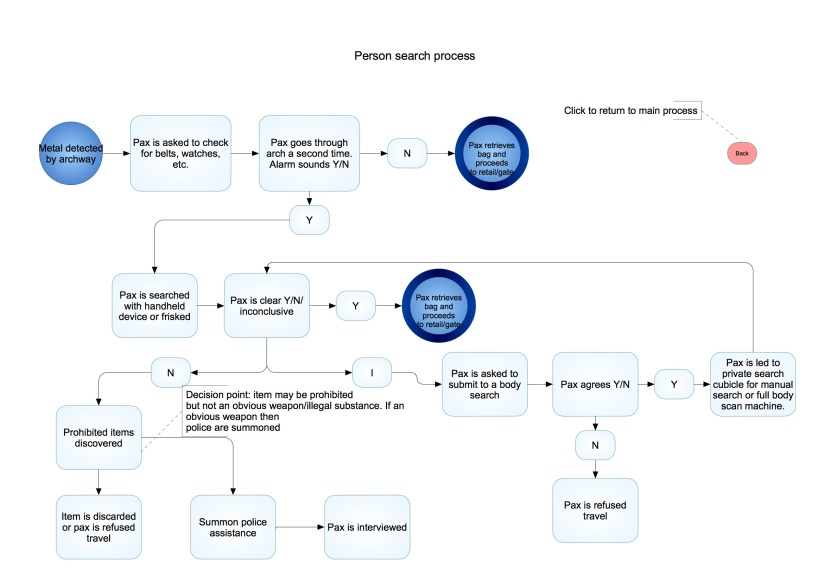 Person search process
Click to return to main process
Metal detected
by archway
Pax is asked to check
for belts, watches,
etc.
Pax goes through
arch a second time.
Alarm sounds Y/N
N
Pax retrieves
bag and
proceeds
to retail/gate
Back
Y
Pax is searched
with handheld
device or frisked
Pax is clear Y/N/
inconclusive
Y
Pax retrieves
bag and
proceeds
to retail/gate
N
I
Pax is asked to
submit to a body
search
Pax agrees Y/N
Y
Pax is led to
private search
cubicle for manual
search or full body
scan machine.
Decision point: item may be prohibited
but not an obvious weapon/illegal substance. If an
obvious weapon then
police are summoned
Prohibited items
discovered
N
Item is discarded
or pax is refused
travel
Summon police
assistance
Pax is interviewed
Pax is refused
travel